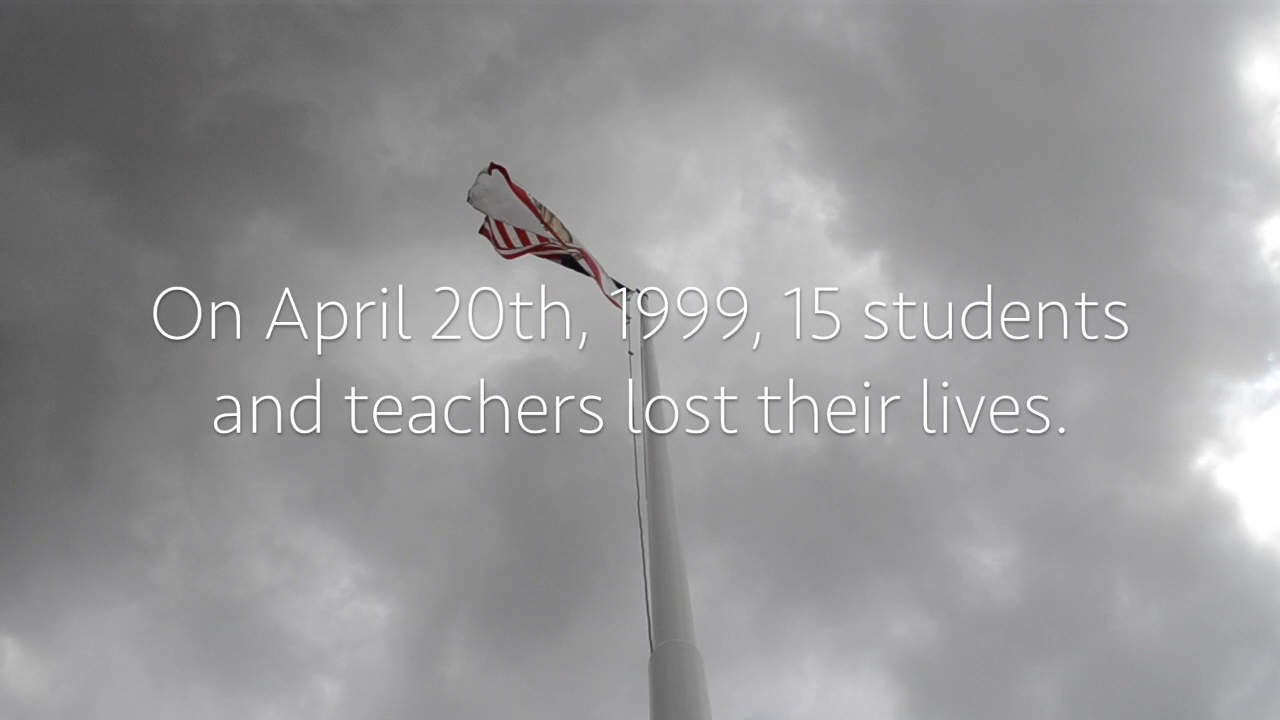 On April 20th, 1999, 15 students
and teachers lost their lives.